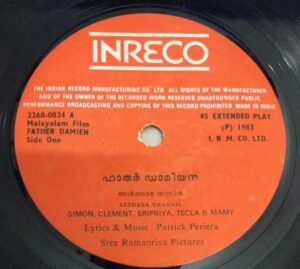 INRECO
THE INDIAN RECORD MANUFACTURING CO LTD. ALL RIGHTS OF THE MANUFACTURER
AND OF THE OWNER OF THE RECORDED WORK RESERVED UNAUTHORISED PUBLIC
PERFORMANCE BROADCASTING AND COPYING OF THIS RECORD PROHIBITED MADE IN INDIA
2268-0834 A
Malayalam Film
FATHER DAMIEN
Side One
45 EXTENDED PLAY
(P) 1983
I. R. M. CO. LTD.
ഫാതർ ഡാമിയൻ
ALTHARA THANNIL
SIMON, CLEMENT, SRIPRIYA, TECLA & MAMY
Lyrics & Music : Patrick Periera
Sree Ramaoriya Pictures